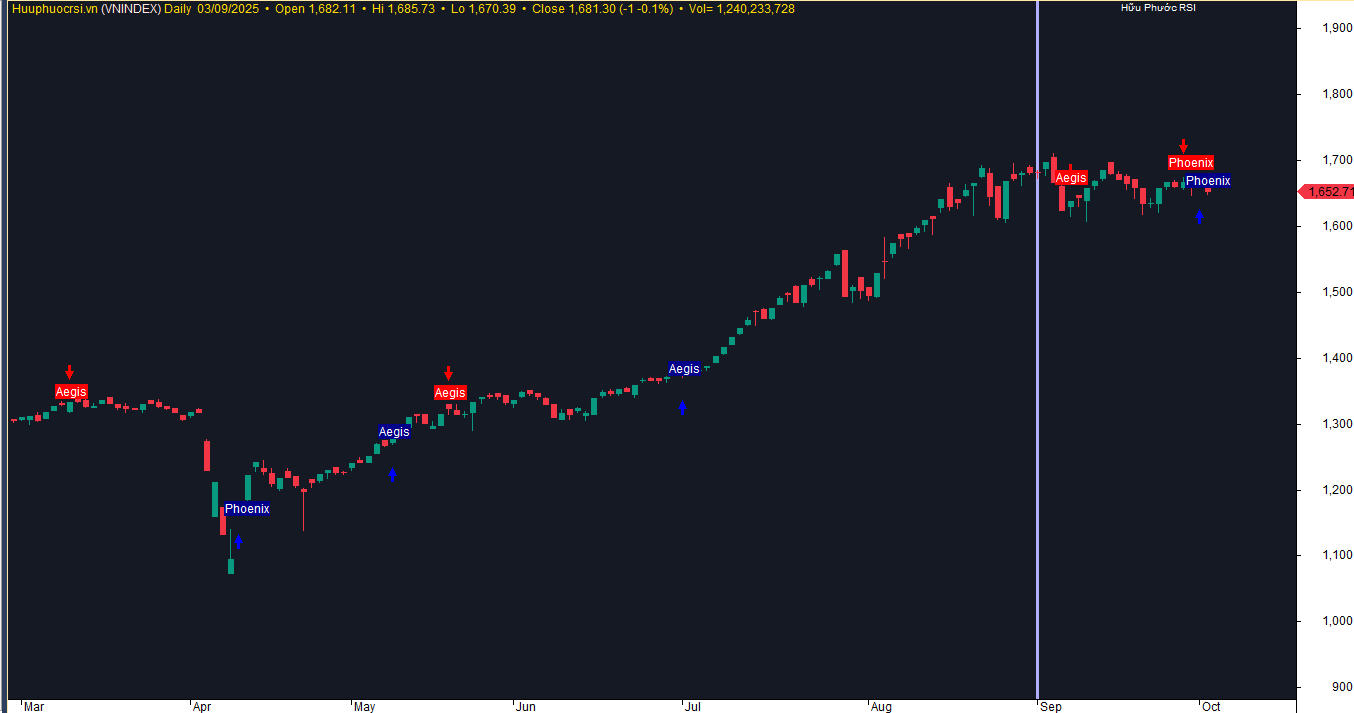 Huuphuocrsi.vn (VNINDEX) Daily 03/09/2025 • Open 1,682.11 • Hi 1,685.73 • Lo 1,670.39 • Close 1,681.30 (-1 -0.1%) • Vol= 1,240,233,728
Hữu Phước RSI
1,900
1,800
1,700
Phoenix
Aegis
Phoenix
1,652.71
1,600
1,500
1,400
Aegis
Aegis
Aegis
1,300
Aegis
1,200
Phoenix
1,100
1,000
900
Mar Apr May Jun Jul Aug Sep Oct